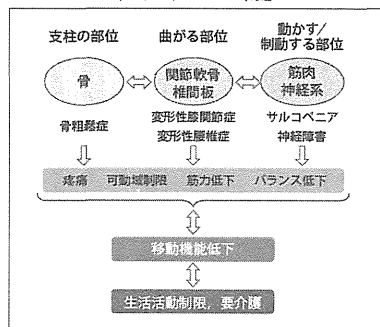 支柱の部位 曲がる部位 動かす/
制動する部位
骨 関節軟骨
椎間板 筋肉
神経系
骨粗鬆症 変形性膝関節症
変形性腰椎症 サルコペニア
神経障害
疼痛 可動域制限 筋力低下 バランス低下
移動機能低下
生活活動制限，要介護